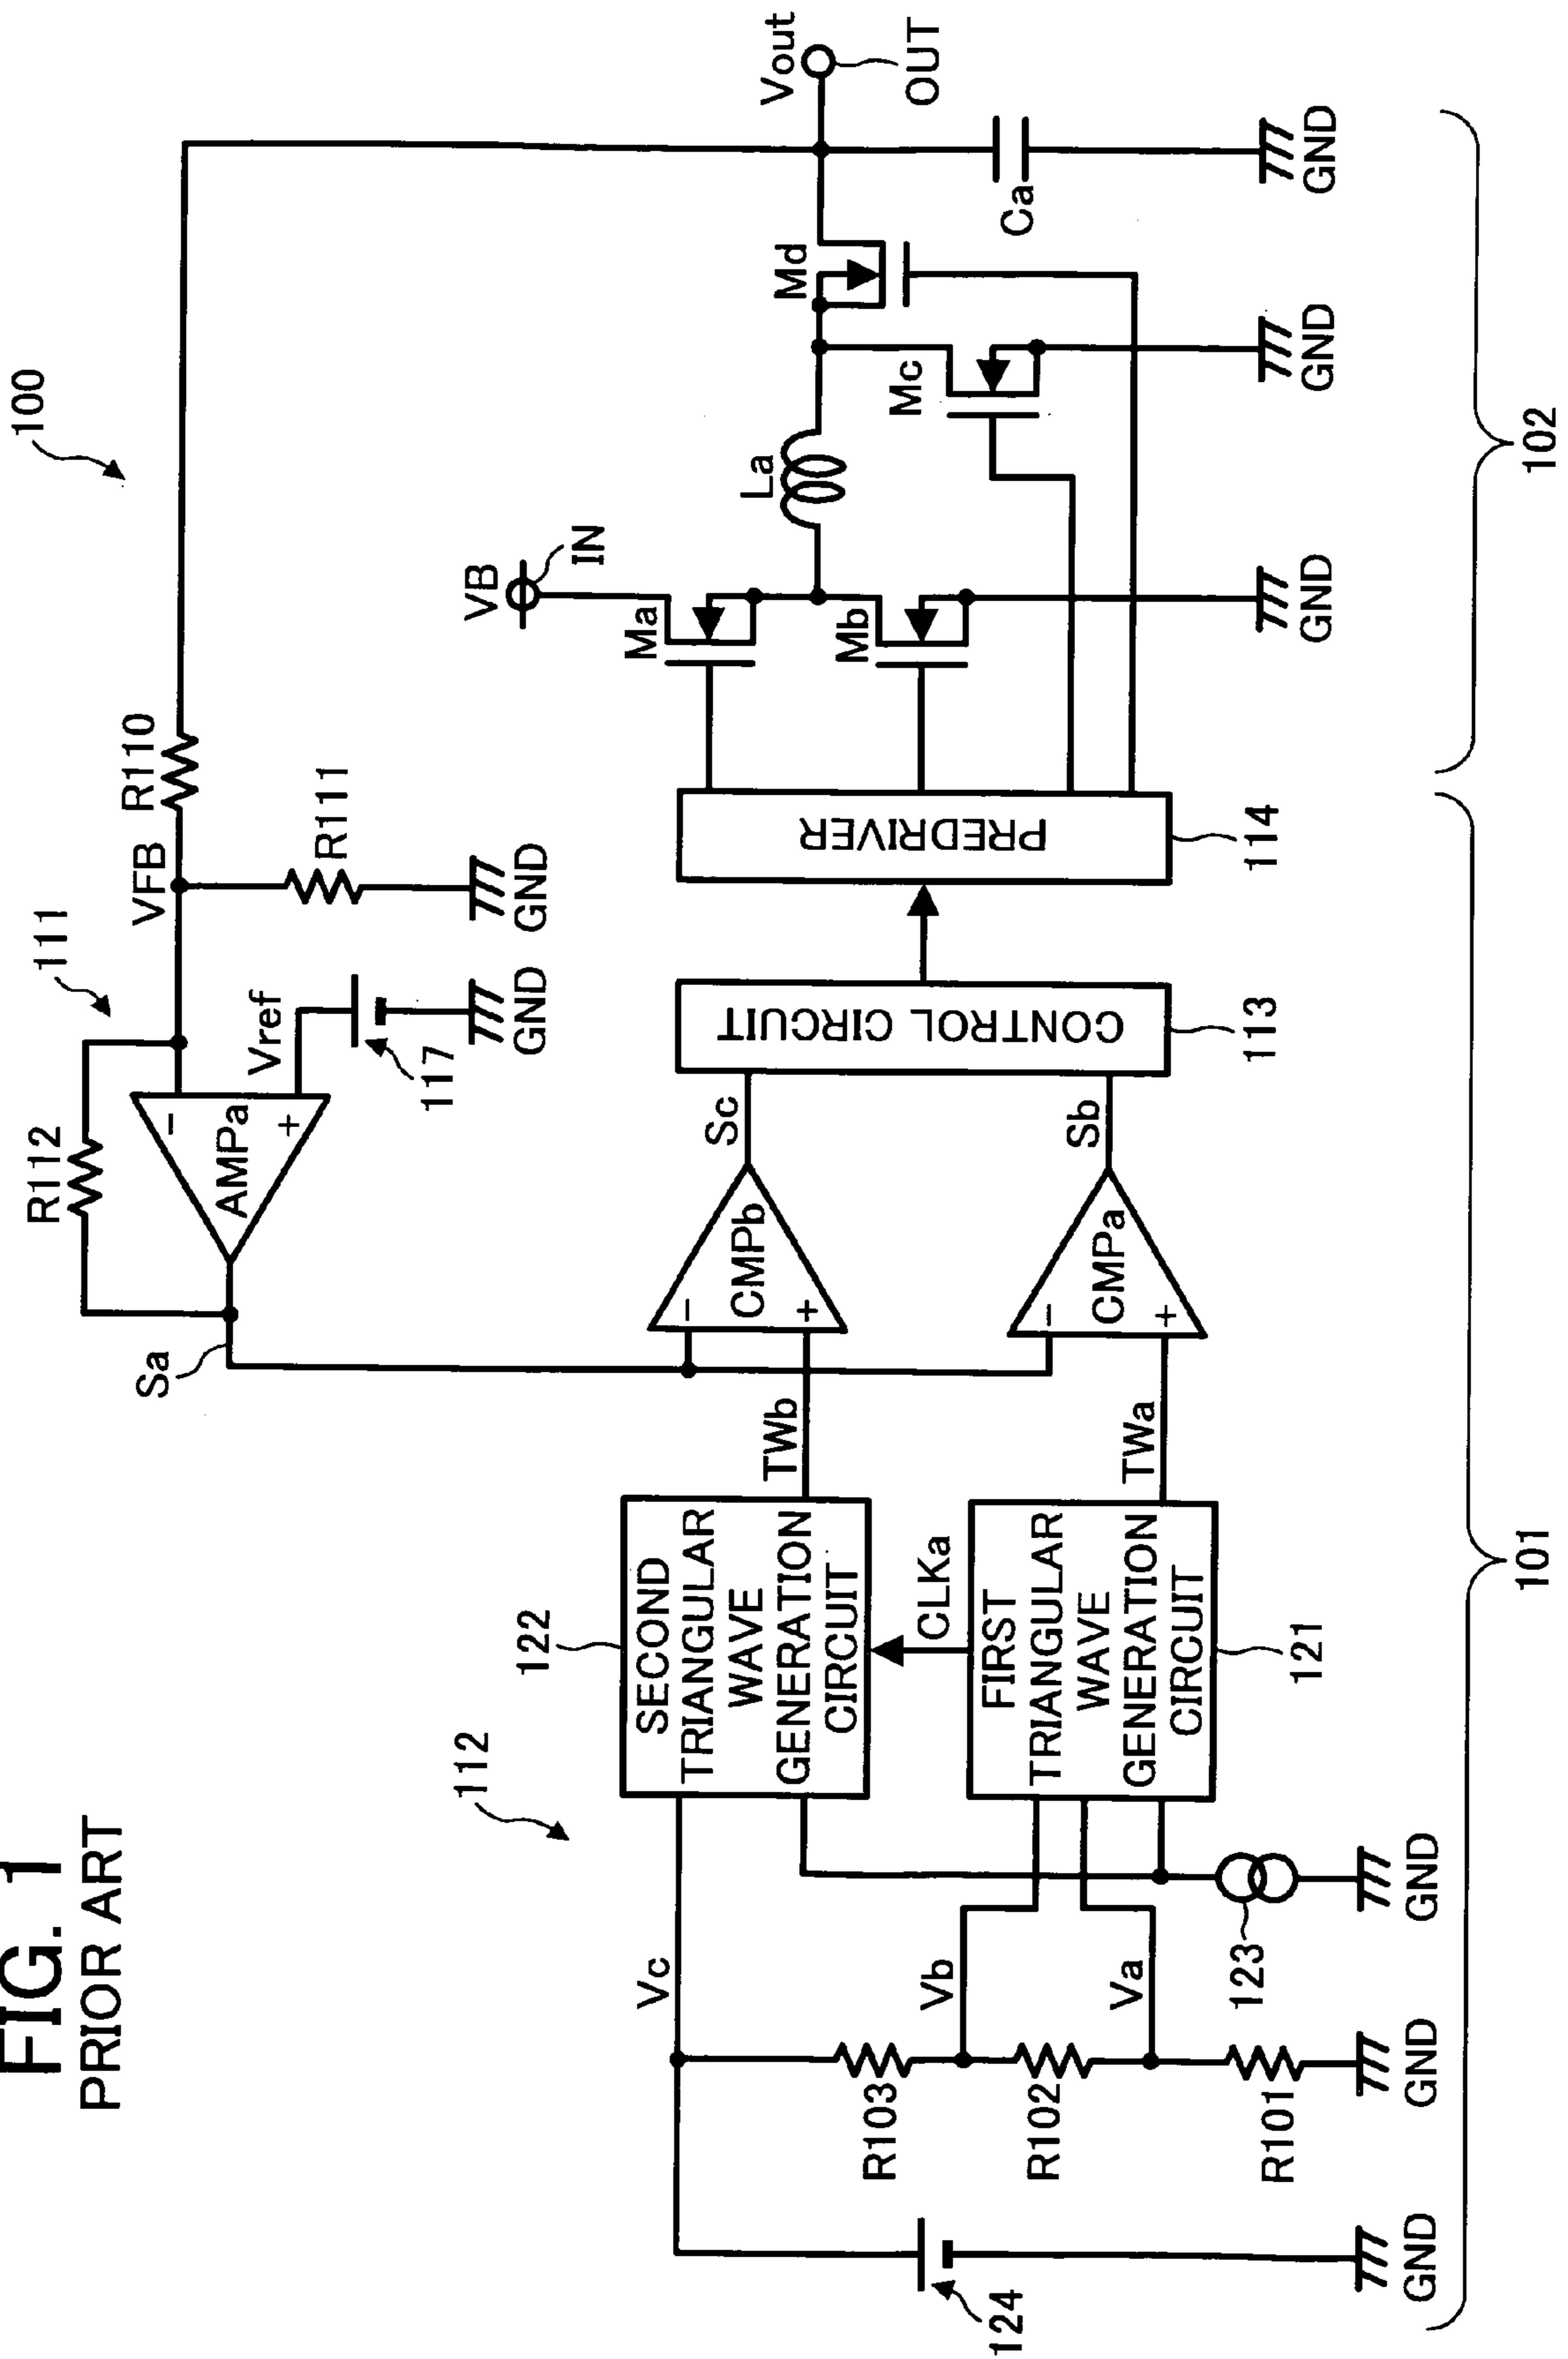 FIG. 1
PRIOR ART
100
111
112
R112
R110
VFB
R111
GND
Vref
117
GND
AMPa
-
+
Sa
VB
IN
Ma
Mb
La
Mc
Md
Vout
OUT
Ca
GND
GND
GND
122
SECOND
TRIANGULAR
WAVE
GENERATION
CIRCUIT
TWb
-
CMPb
+
Sc
CLKa
FIRST
TRIANGULAR
WAVE
GENERATION
CIRCUIT
121
TWa
-
CMPa
+
Sb
CONTROL CIRCUIT
113
PREDRIVER
114
Vc
Vb
Va
R103
R102
R101
123
124
GND
GND
GND
101
102